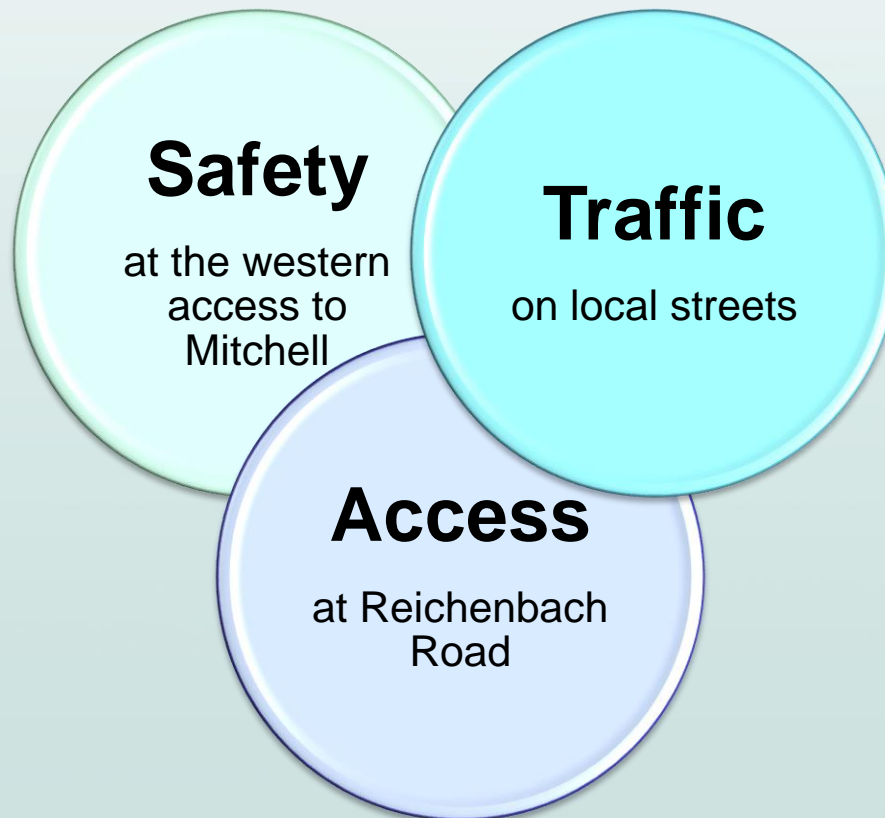 Safety
at the western
access to
Mitchell
Traffic
on local streets
Access
at Reichenbach
Road